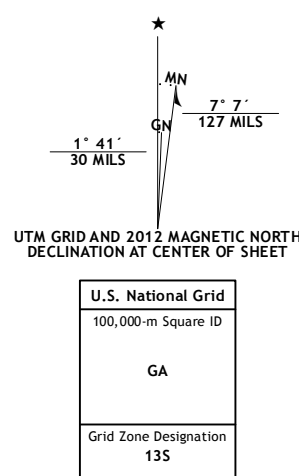 ★
MN
GN
7° 7´
127 MILS
1° 41´
30 MILS
UTM GRID AND 2012 MAGNETIC NORTH
DECLINATION AT CENTER OF SHEET
U.S. National Grid
100,000-m Square ID
GA
Grid Zone Designation
13S